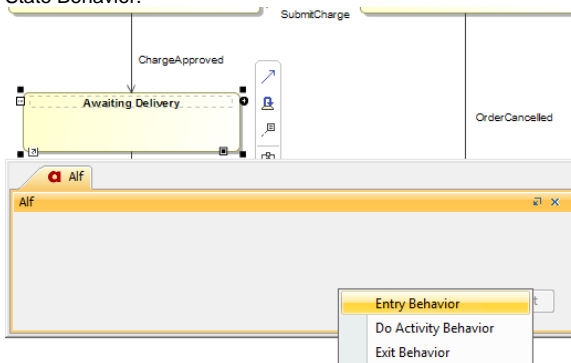 State Behavior.
SubmitCharge
ChargeApproved
Awaiting Delivery
OrderCancelled
Alf
Alf
Entry Behavior
Do Activity Behavior
Exit Behavior